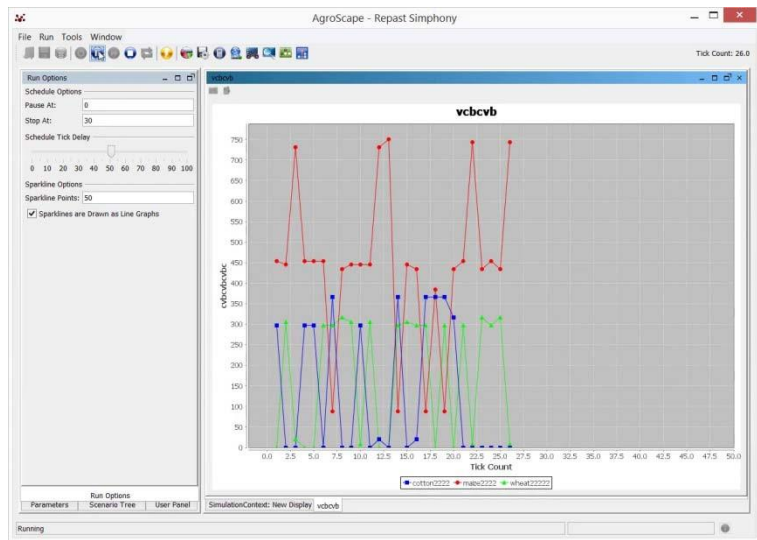 AgroScape - Repast Simphony
File Run Tools Window
Tick Count: 26.0
Run Options
Schedule Options
Pause At: 0
Stop At: 30
Schedule Tick Delay
0 10 20 30 40 50 60 70 80 90 100
Sparkline Options
Sparkline Points: 50
Sparklines are Drawn as Line Graphs
Run Options
Parameters Scenario Tree User Panel
vcbcvb
vcbcvb
cvbcvbcvbc
750
700
650
600
550
500
450
400
350
300
250
200
150
100
50
0
0.0 2.5 5.0 7.5 10.0 12.5 15.0 17.5 20.0 22.5 25.0 27.5 30.0 32.5 35.0 37.5 40.0 42.5 45.0 47.5 50.0
Tick Count
cotton2222 maize2222 wheat22222
SimulationContext: New Display vcbcvb
Running